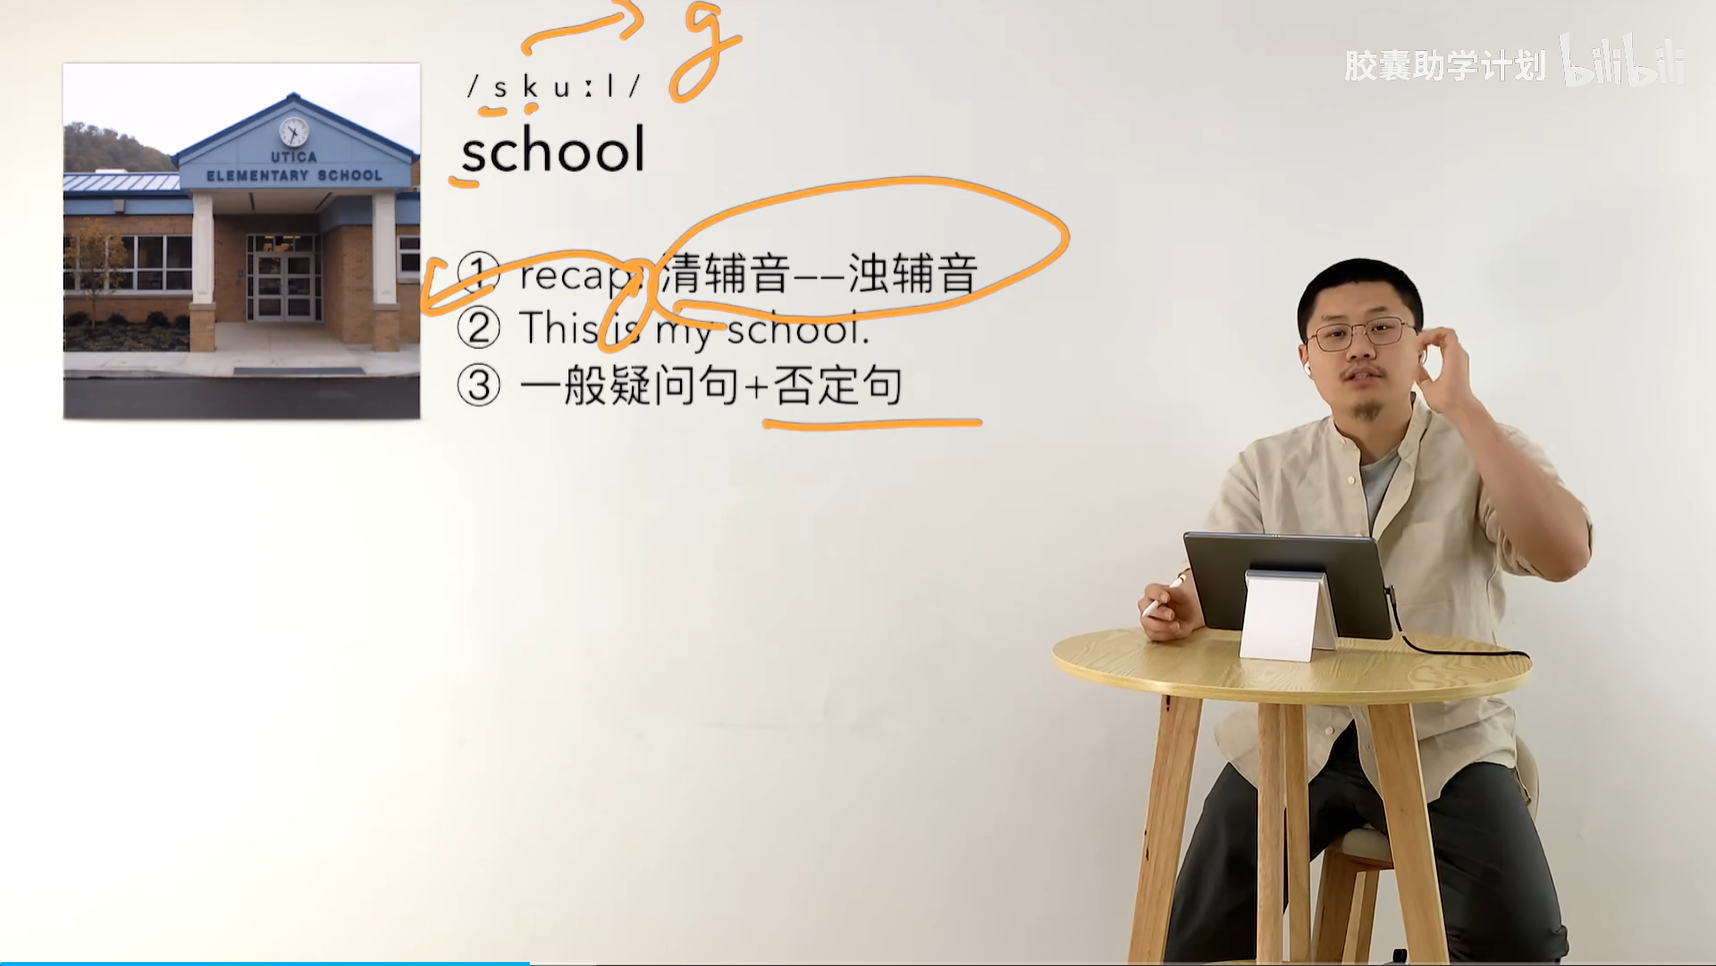 g
胶囊助学计划 bilibili
/skuːl/
school
UTICA
ELEMENTARY SCHOOL
① recap: 清辅音——浊辅音
② This is my school.
③ 一般疑问句+否定句